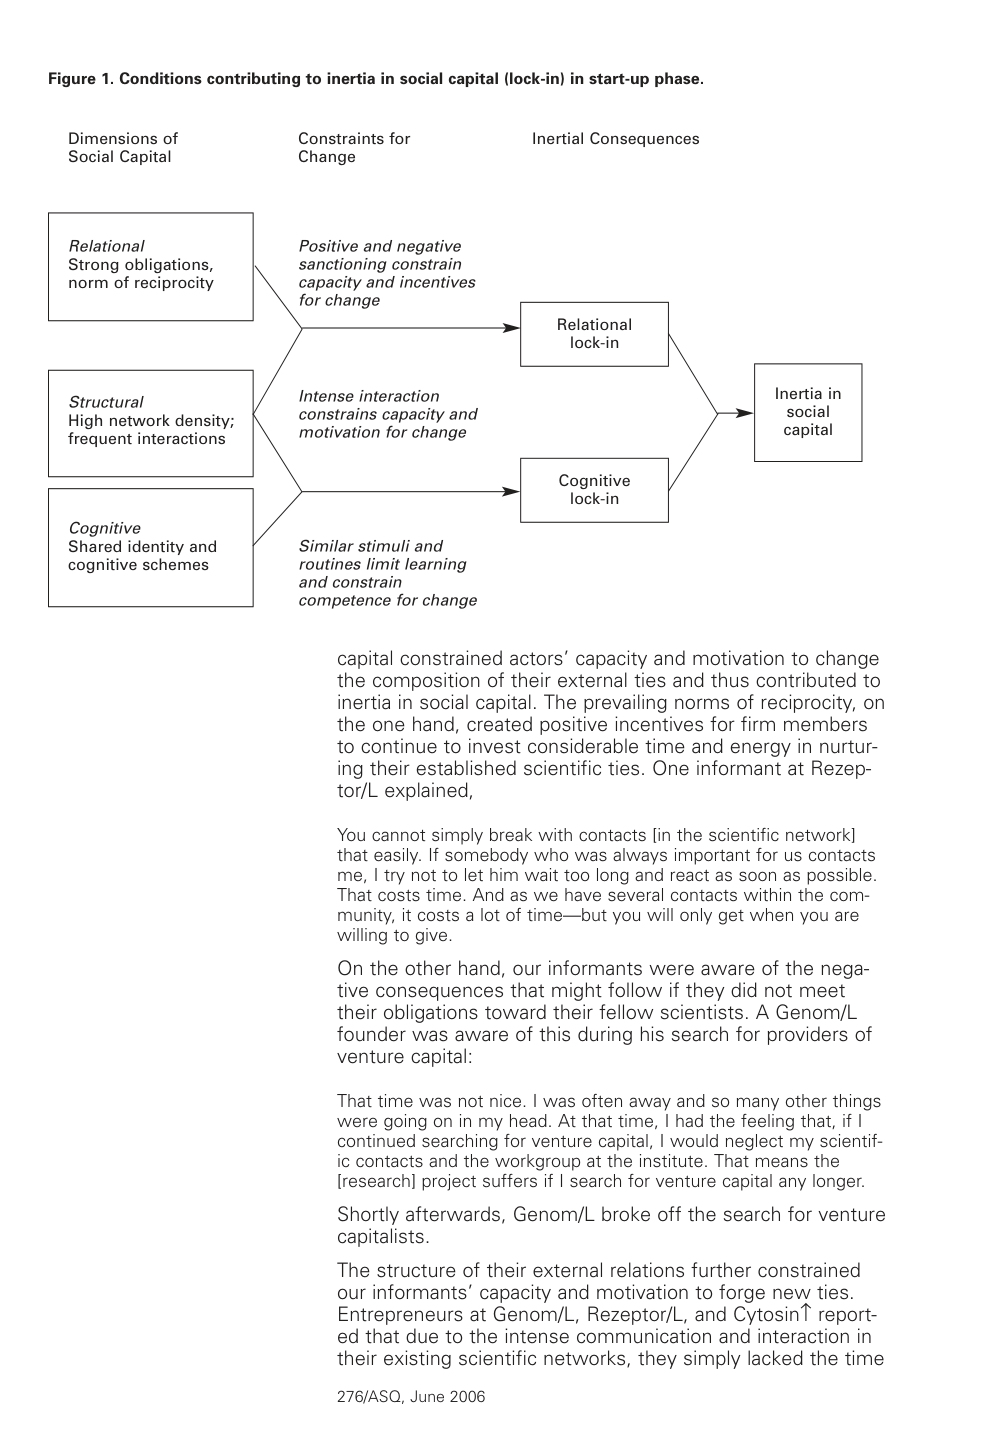 Figure 1. Conditions contributing to inertia in social capital (lock-in) in start-up phase.
Dimensions of
Social Capital
Constraints for
Change
Inertial Consequences
Relational
Strong obligations,
norm of reciprocity
Positive and negative
sanctioning constrain
capacity and incentives
for change
Relational
lock-in
Structural
High network density;
frequent interactions
Intense interaction
constrains capacity and
motivation for change
Inertia in
social
capital
Cognitive
lock-in
Cognitive
Shared identity and
cognitive schemes
Similar stimuli and
routines limit learning
and constrain
competence for change
capital constrained actors’ capacity and motivation to change
the composition of their external ties and thus contributed to
inertia in social capital. The prevailing norms of reciprocity, on
the one hand, created positive incentives for firm members
to continue to invest considerable time and energy in nurtur-
ing their established scientific ties. One informant at Rezep-
tor/L explained,
You cannot simply break with contacts [in the scientific network]
that easily. If somebody who was always important for us contacts
me, I try not to let him wait too long and react as soon as possible.
That costs time. And as we have several contacts within the com-
munity, it costs a lot of time—but you will only get when you are
willing to give.
On the other hand, our informants were aware of the nega-
tive consequences that might follow if they did not meet
their obligations toward their fellow scientists. A Genom/L
founder was aware of this during his search for providers of
venture capital:
That time was not nice. I was often away and so many other things
were going on in my head. At that time, I had the feeling that, if I
continued searching for venture capital, I would neglect my scientif-
ic contacts and the workgroup at the institute. That means the
[research] project suffers if I search for venture capital any longer.
Shortly afterwards, Genom/L broke off the search for venture
capitalists.
The structure of their external relations further constrained
our informants’ capacity and motivation to forge new ties.
Entrepreneurs at Genom/L, Rezeptor/L, and Cytosin↑ report-
ed that due to the intense communication and interaction in
their existing scientific networks, they simply lacked the time
276/ASQ, June 2006